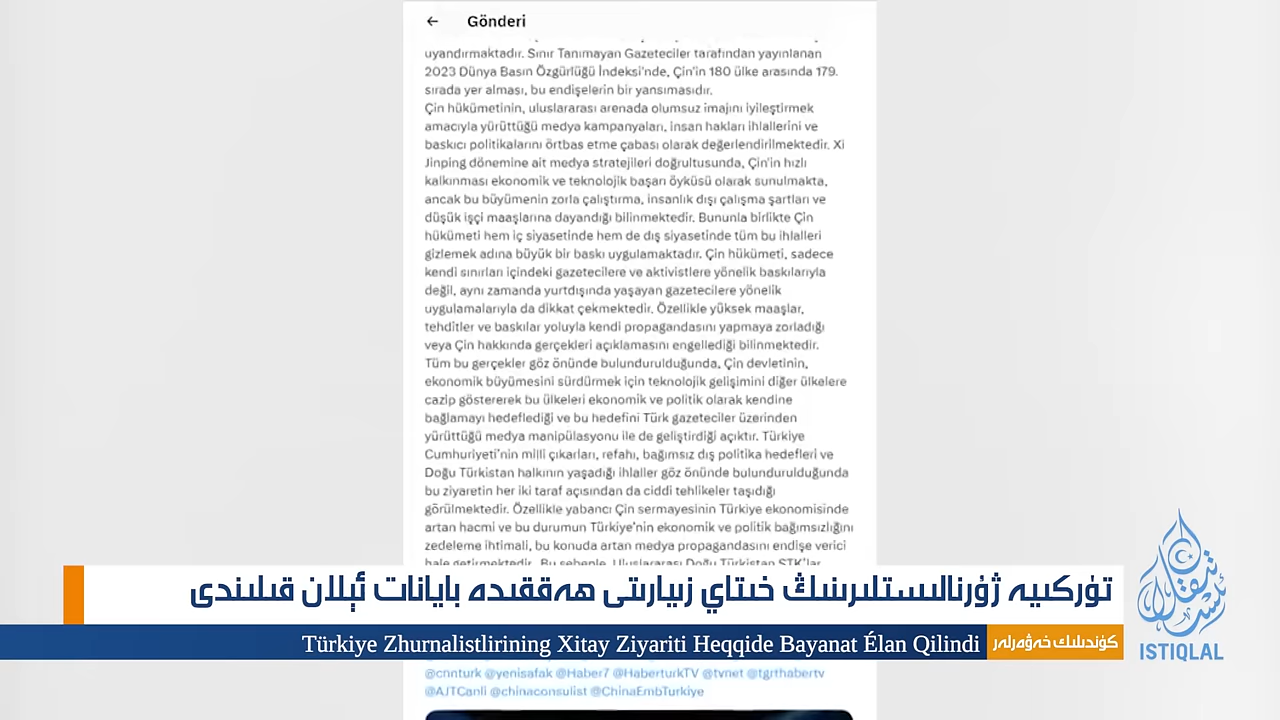 ← Gönderi
uyandırmaktadır. Sınır Tanımayan Gazeteciler tarafından yayınlanan
2023 Dünya Basın Özgürlüğü İndeksi'nde, Çin'in 180 ülke arasında 179.
sırada yer alması, bu endişelerin bir yansımasıdır.
Çin hükümetinin, uluslararası arenada olumsuz imajını iyileştirmek
amacıyla yürüttüğü medya kampanyaları, insan hakları ihlallerini ve
baskıcı politikalarını örtbas etme çabası olarak değerlendirilmektedir. Xi
Jinping dönemine ait medya stratejileri doğrultusunda, Çin'in hızlı
kalkınması ekonomik ve teknolojik başarı öyküsü olarak sunulmakta,
ancak bu büyümenin zorla çalıştırma, insanlık dışı çalışma şartları ve
düşük işçi maaşlarına dayandığı bilinmektedir. Bununla birlikte Çin
hükümeti hem iç siyasetinde hem de dış siyasetinde tüm bu ihlalleri
gizlemek adına büyük bir baskı uygulamaktadır. Çin hükümeti, sadece
kendi sınırları içindeki gazetecilere ve aktivistlere yönelik baskılarıyla
değil, aynı zamanda yurtdışında yaşayan gazetecilere yönelik
uygulamalarıyla da dikkat çekmektedir. Özellikle yüksek maaşlar,
tehditler ve baskılar yoluyla kendi propagandasını yapmaya zorladığı
veya Çin hakkında gerçekleri açıklamasını engellediği bilinmektedir.
Tüm bu gerçekler göz önünde bulundurulduğunda, Çin devletinin,
ekonomik büyümesini sürdürmek için teknolojik gelişimini diğer ülkelere
cazip göstererek bu ülkeleri ekonomik ve politik olarak kendine
bağlamayı hedeflediği ve bu hedefini Türk gazeteciler üzerinden
yürüttüğü medya manipülasyonu ile de geliştirdiği açıktır. Türkiye
Cumhuriyeti'nin milli çıkarları, refahı, bağımsız dış politika hedefleri ve
Doğu Türkistan halkının yaşadığı ihlaller göz önünde bulundurulduğunda
bu ziyaretin her iki taraf açısından da ciddi tehlikeler taşıdığı
görülmektedir. Özellikle yabancı Çin sermayesinin Türkiye ekonomisinde
artan hacmi ve bu durumun Türkiye'nin ekonomik ve politik bağımsızlığını
zedeleme ihtimali, bu konuda artan medya propagandasını endişe verici
hale getirmektedir. Bu sebeple, Uluslararası Doğu Türkistan STK'lar
تۈركىيە ژۇرنالىستلىرىنىڭ خىتاي زىيارىتى ھەققىدە بايانات ئېلان قىلىندى
Türkiye Zhurnalistlirining Xitay Ziyariti Heqqide Bayanat Élan Qilindi
كۈندىلىك خەۋەرلەر
ئىستىقلال
ISTIQLAL
@cnnturk @yenisafak @Haber7 @HaberturkTV @tvnet @tgrthabertv
@AJTCanli @chinaconsulist @ChinaEmbTurkiye